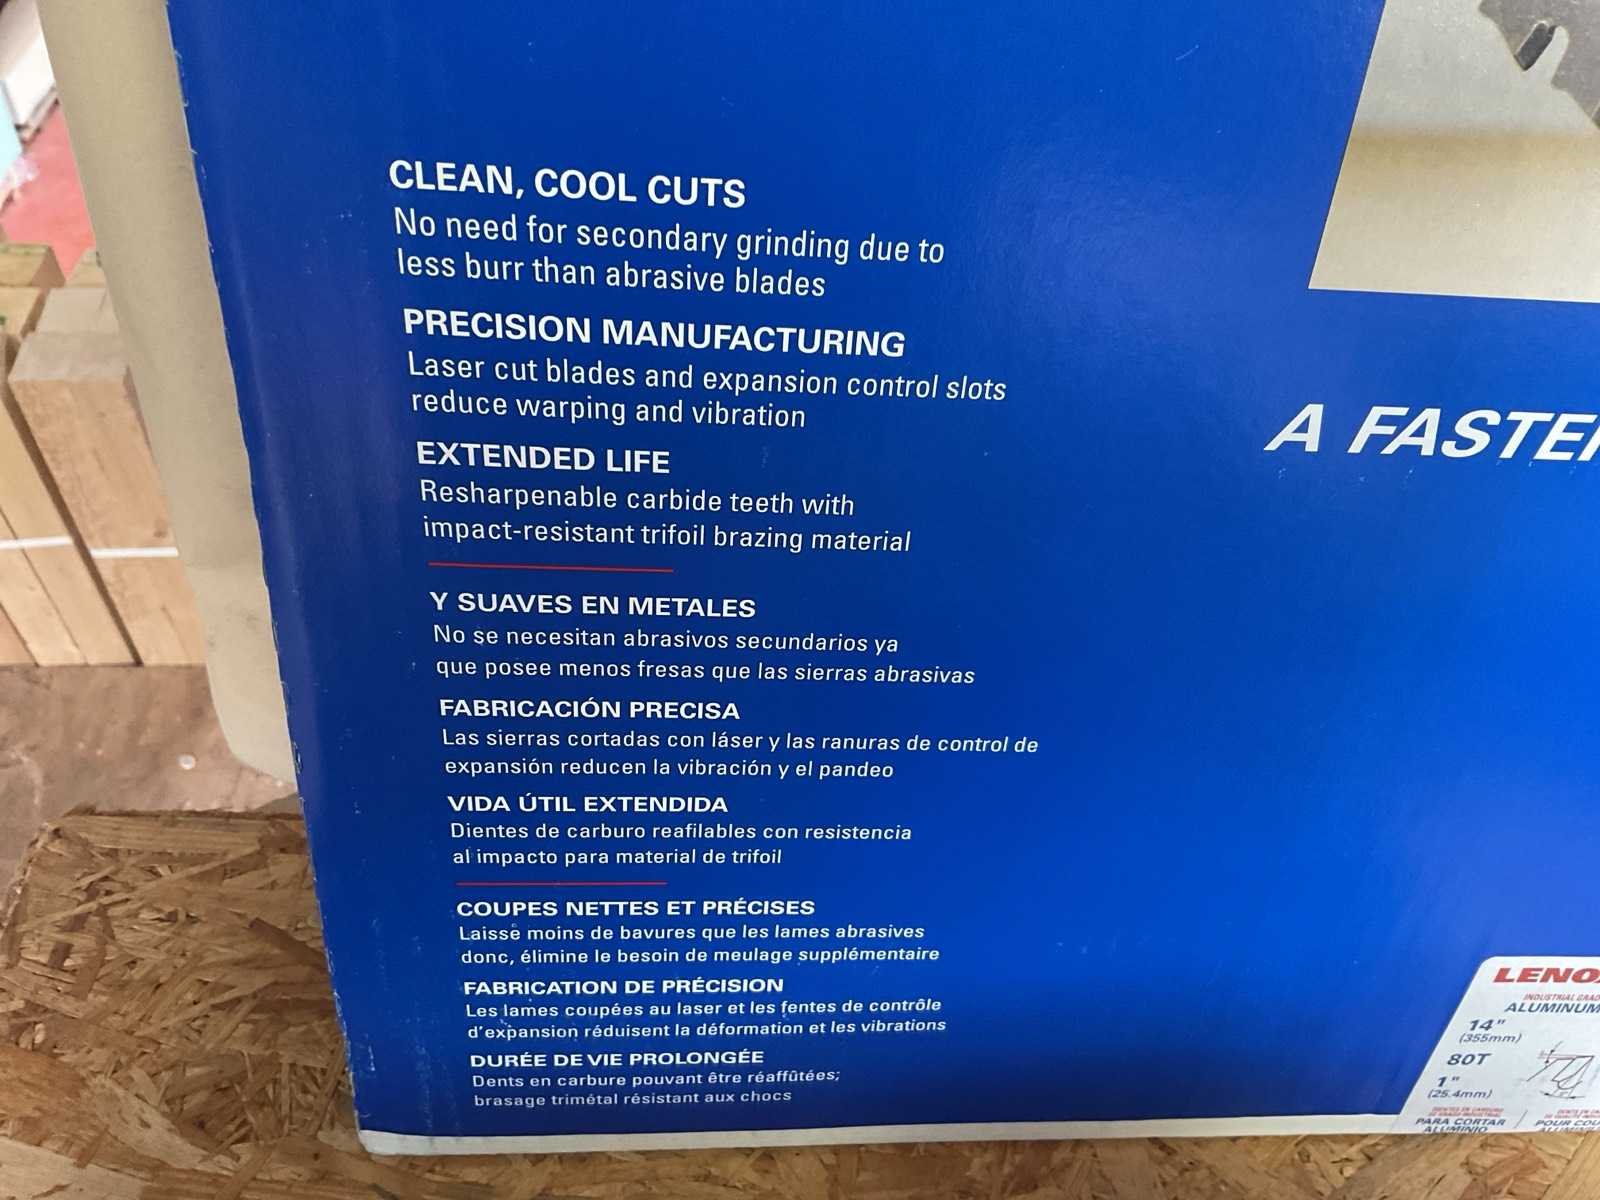 CLEAN, COOL CUTS
No need for secondary grinding due to
less burr than abrasive blades
PRECISION MANUFACTURING
Laser cut blades and expansion control slots
reduce warping and vibration
EXTENDED LIFE
Resharpenable carbide teeth with
impact-resistant trifoil brazing material
Y SUAVES EN METALES
No se necesitan abrasivos secundarios ya
que posee menos fresas que las sierras abrasivas
FABRICACIÓN PRECISA
Las sierras cortadas con láser y las ranuras de control de
expansión reducen la vibración y el pandeo
VIDA ÚTIL EXTENDIDA
Dientes de carburo reafilables con resistencia
al impacto para material de trifoil
COUPES NETTES ET PRÉCISES
Laisse moins de bavures que les lames abrasives
donc, élimine le besoin de meulage supplémentaire
FABRICATION DE PRÉCISION
Les lames coupées au laser et les fentes de contrôle
d'expansion réduisent la déformation et les vibrations
DURÉE DE VIE PROLONGÉE
Dents en carbure pouvant être réaffûtées;
brasage trimétal résistant aux chocs
A FASTE
LENO
INDUSTRIAL GRAD
ALUMINUM
14"
(355mm)
80T
1"
(25.4mm)
PARA CORTAR
ALUMINIO
POUR COU